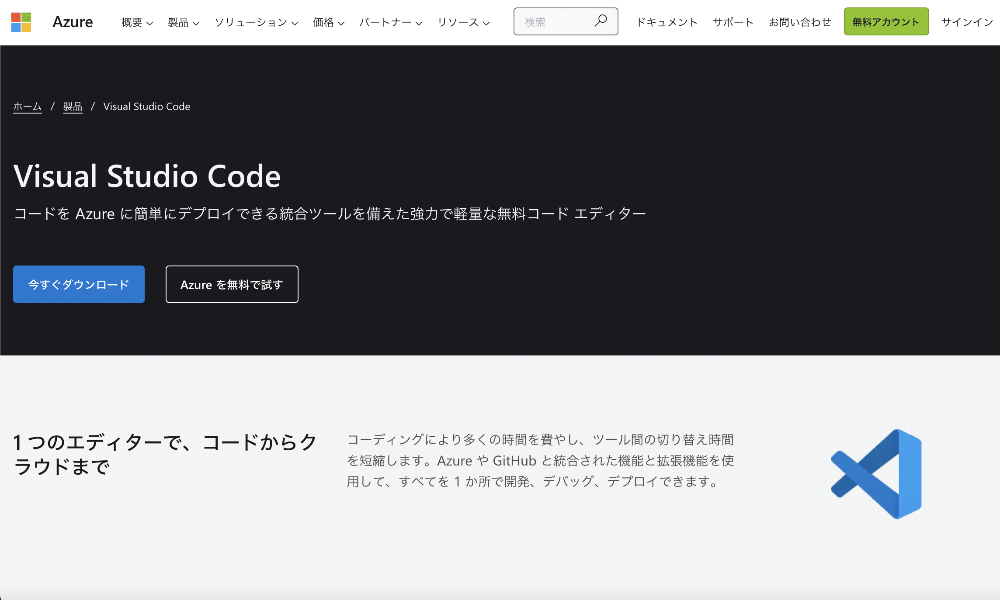 Azure 概要 製品 ソリューション 価格 パートナー リソース 検索 ドキュメント サポート お問い合わせ 無料アカウント サインイン
ホーム / 製品 / Visual Studio Code
Visual Studio Code
コードを Azure に簡単にデプロイできる統合ツールを備えた強力で軽量な無料コード エディター
今すぐダウンロード Azure を無料で試す
1 つのエディターで、コードからク
ラウドまで
コーディングにより多くの時間を費やし、ツール間の切り替え時間
を短縮します。Azure や GitHub と統合された機能と拡張機能を使
用して、すべてを 1 か所で開発、デバッグ、デプロイできます。